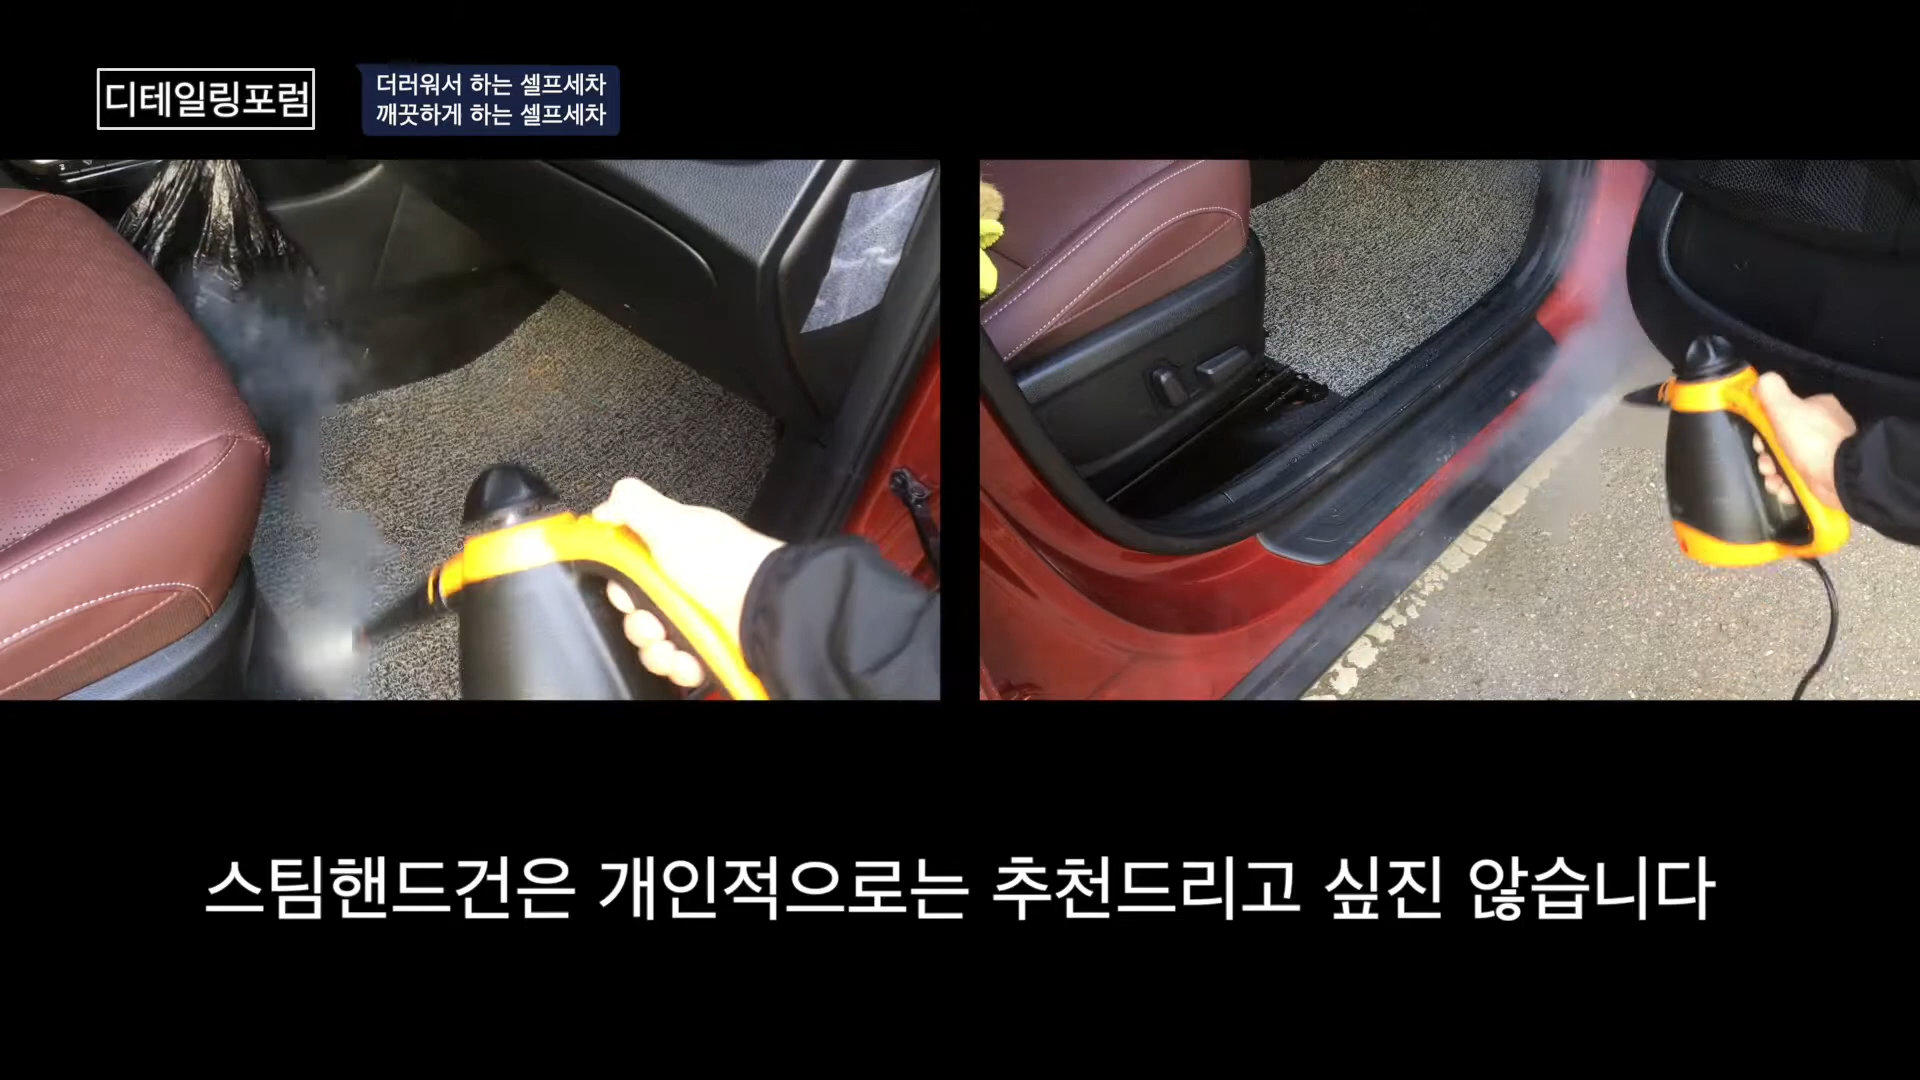 디테일링포럼
더러워서 하는 셀프세차
깨끗하게 하는 셀프세차
스팀핸드건은 개인적으로는 추천드리고 싶진 않습니다